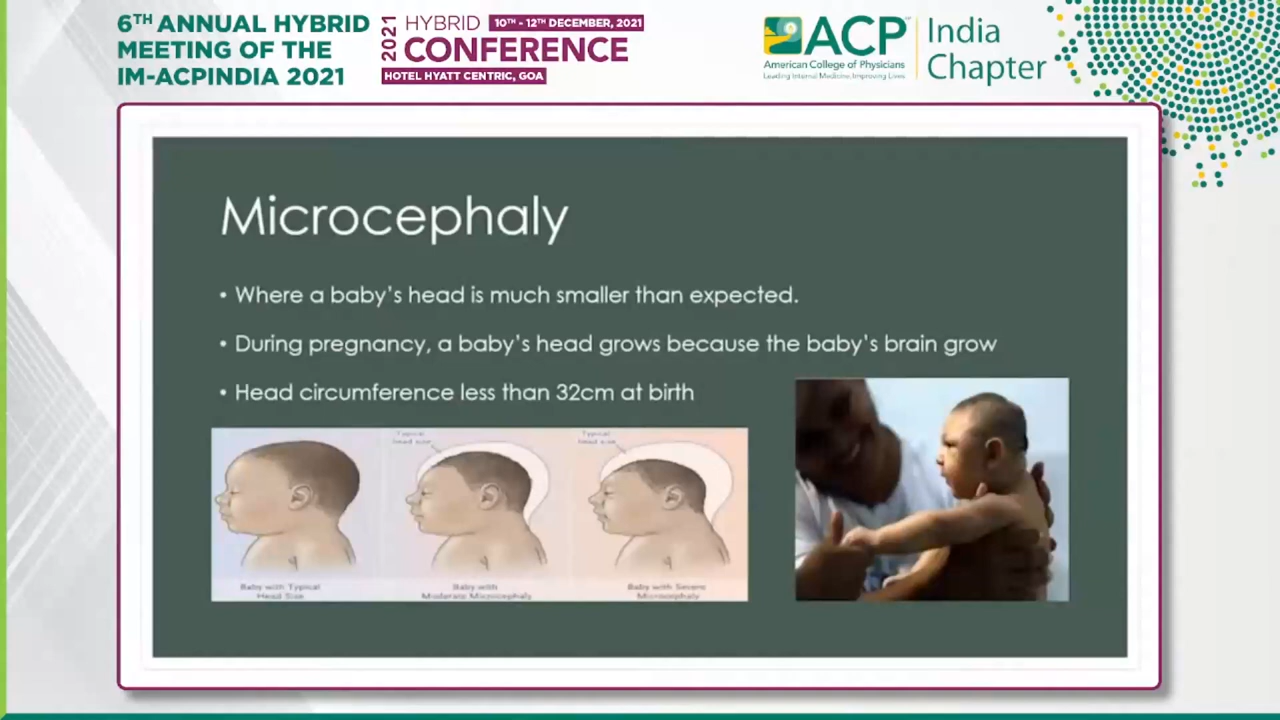 6TH ANNUAL HYBRID
MEETING OF THE
IM-ACPINDIA 2021
2021
HYBRID 10TH - 12TH DECEMBER, 2021
CONFERENCE
HOTEL HYATT CENTRIC, GOA
ACP
American College of Physicians
Leading Internal Medicine, Improving Lives
India
Chapter
Microcephaly
• Where a baby's head is much smaller than expected.
• During pregnancy, a baby's head grows because the baby's brain grow
• Head circumference less than 32cm at birth
Typical
head size
Typical
head size
Baby with Typical
Head Size
Baby with
Moderate Microcephaly
Baby with Severe
Microcephaly